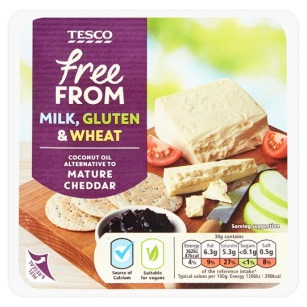 TESCO
free
FROM
MILK, GLUTEN
& WHEAT
COCONUT OIL
ALTERNATIVE TO
MATURE
CHEDDAR
Serving suggestion
Source of
Calcium
Suitable for
vegans
30g contains
Energy Fat Saturates Sugars Salt
362kJ
87kcal 6.3g 5.3g <0.1g 0.5g
4% 9% 27% <1% 8%
of the reference intake*
Typical values per 100g: Energy 1206kJ / 290kcal